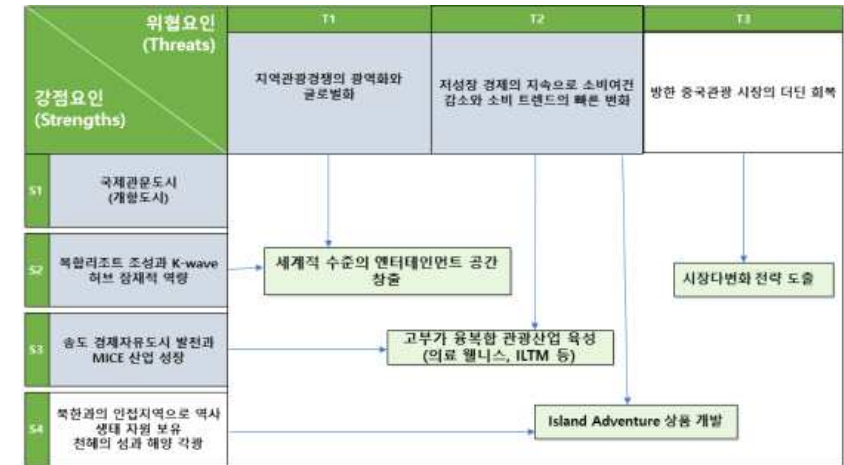 위협요인
(Threats)
강점요인
(Strengths)
T1
T2
T3
지역관광경쟁의 광역화와
글로벌화
저성장 경제의 지속으로 소비여건
감소와 소비 트렌드의 빠른 변화
방한 중국관광 시장의 더딘 회복
S1
국제관문도시
(개항도시)
S2
복합리조트 조성과 K-wave
허브 잠재적 역량
세계적 수준의 엔터테인먼트 공간
창출
시장다변화 전략 도출
S3
송도 경제자유도시 발전과
MICE 산업 성장
고부가 융복합 관광산업 육성
(의료 웰니스, ILTM 등)
S4
북한과의 인접지역으로 역사
생태 자원 보유
천혜의 섬과 해양 각광
Island Adventure 상품 개발